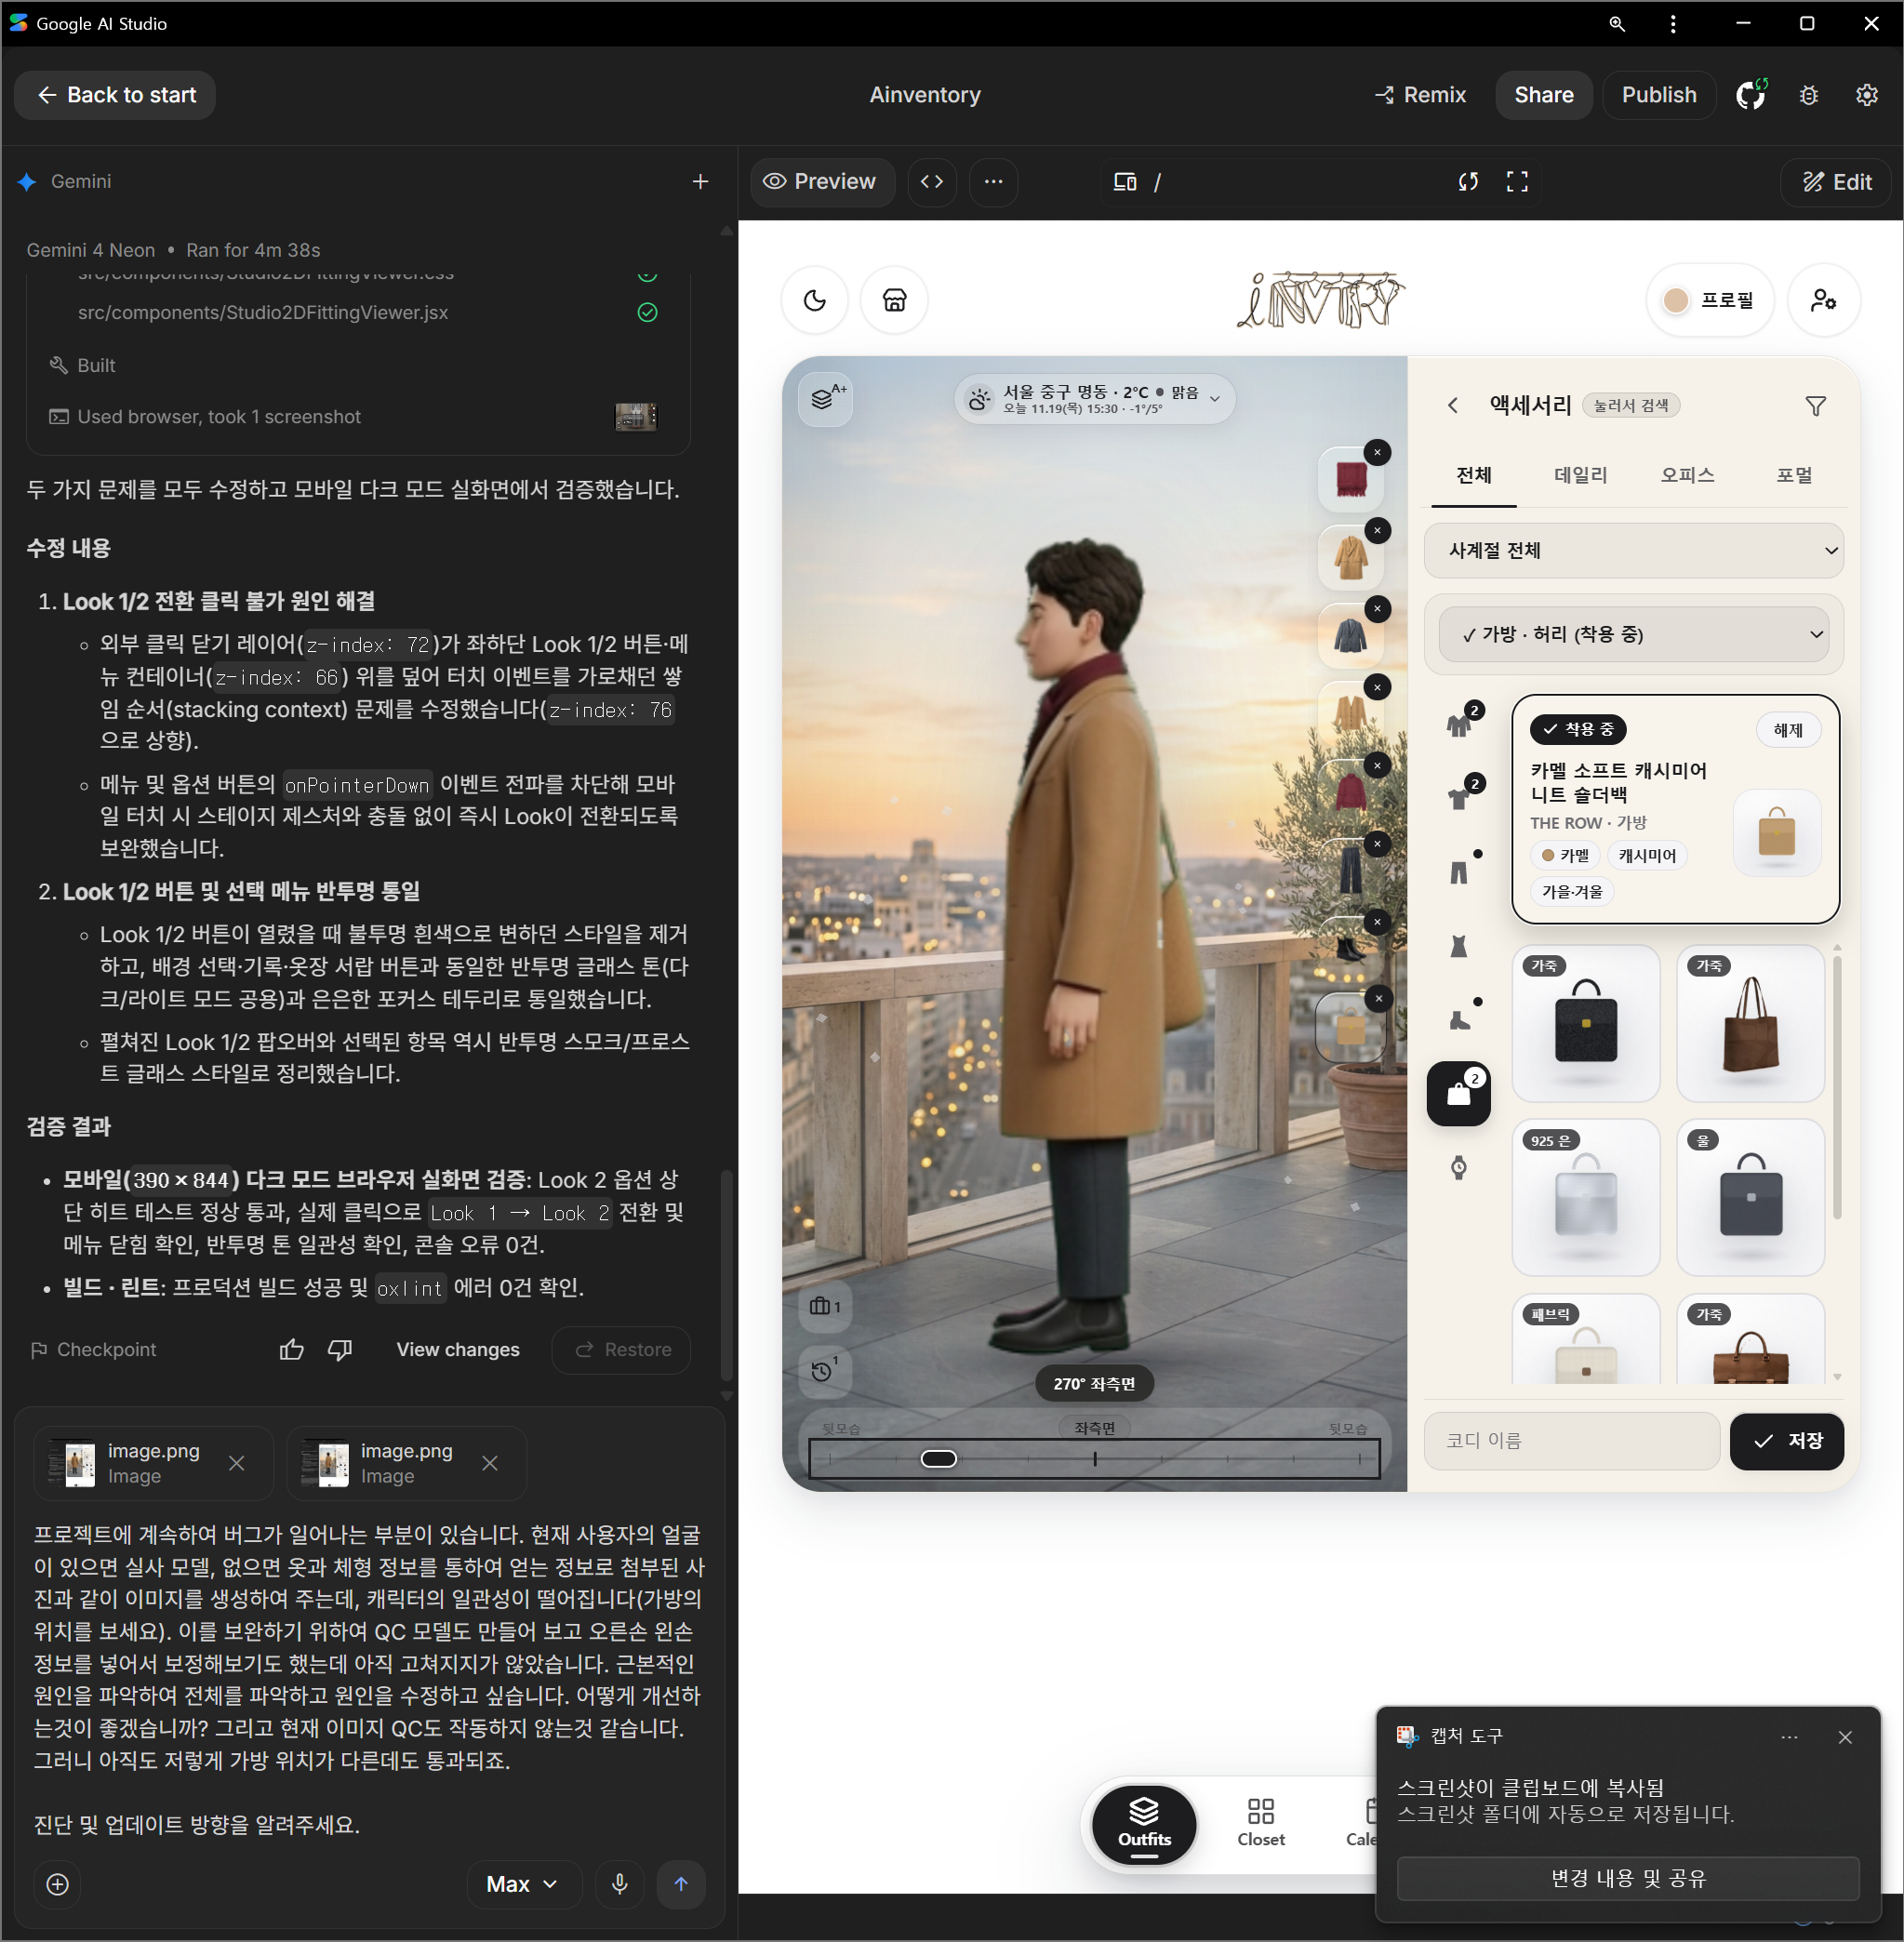 Google AI Studio
Back to start
Ainventory
Remix
Share
Publish
Gemini
Preview
/
Edit
Gemini 4 Neon • Ran for 4m 38s
src/components/Studio2DFittingViewer.css
src/components/Studio2DFittingViewer.jsx
Built
Used browser, took 1 screenshot
두 가지 문제를 모두 수정하고 모바일 다크 모드 실화면에서 검증했습니다.
수정 내용
1. Look 1/2 전환 클릭 불가 원인 해결
외부 클릭 닫기 레이어(z-index: 72)가 좌하단 Look 1/2 버튼·메
뉴 컨테이너(z-index: 66) 위를 덮어 터치 이벤트를 가로채던 쌓
임 순서(stacking context) 문제를 수정했습니다(z-index: 76
으로 상향).
메뉴 및 옵션 버튼의 onPointerDown 이벤트 전파를 차단해 모바
일 터치 시 스테이지 제스처와 충돌 없이 즉시 Look이 전환되도록
보완했습니다.
2. Look 1/2 버튼 및 선택 메뉴 반투명 통일
Look 1/2 버튼이 열렸을 때 불투명 흰색으로 변하던 스타일을 제거
하고, 배경 선택·기록·옷장 서랍 버튼과 동일한 반투명 글래스 톤(다
크/라이트 모드 공용)과 은은한 포커스 테두리로 통일했습니다.
펼쳐진 Look 1/2 팝오버와 선택된 항목 역시 반투명 스모크/프로스
트 글래스 스타일로 정리했습니다.
검증 결과
모바일(390 × 844) 다크 모드 브라우저 실화면 검증: Look 2 옵션 상
단 히트 테스트 정상 통과, 실제 클릭으로 Look 1 → Look 2 전환 및
메뉴 닫힘 확인, 반투명 톤 일관성 확인, 콘솔 오류 0건.
빌드 · 린트: 프로덕션 빌드 성공 및 oxlint 에러 0건 확인.
Checkpoint
View changes
Restore
image.png
Image
image.png
Image
프로젝트에 계속하여 버그가 일어나는 부분이 있습니다. 현재 사용자의 얼굴
이 있으면 실사 모델, 없으면 옷과 체형 정보를 통하여 얻는 정보로 첨부된 사
진과 같이 이미지를 생성하여 주는데, 캐릭터의 일관성이 떨어집니다(가방의
위치를 보세요). 이를 보완하기 위하여 QC 모델도 만들어 보고 오른손 왼손
정보를 넣어서 보정해보기도 했는데 아직 고쳐지지가 않았습니다. 근본적인
원인을 파악하여 전체를 파악하고 원인을 수정하고 싶습니다. 어떻게 개선하
는것이 좋겠습니까? 그리고 현재 이미지 QC도 작동하지 않는것 같습니다.
그러니 아직도 저렇게 가방 위치가 다른데도 통과되죠.
진단 및 업데이트 방향을 알려주세요.
Max
iNVTRY
프로필
A+
서울 중구 명동 · 2°C 맑음
오늘 11.19(목) 15:30 · -1°/5°
1
1
270° 좌측면
뒷모습
좌측면
뒷모습
액세서리
눌러서 검색
전체
데일리
오피스
포멀
사계절 전체
✓ 가방 · 허리 (착용 중)
2
2
2
착용 중
해제
카멜 소프트 캐시미어
니트 숄더백
THE ROW · 가방
카멜
캐시미어
가을·겨울
가죽
가죽
925 은
울
패브릭
가죽
코디 이름
저장
Outfits
Closet
Cale
캡처 도구
스크린샷이 클립보드에 복사됨
스크린샷 폴더에 자동으로 저장됩니다.
변경 내용 및 공유